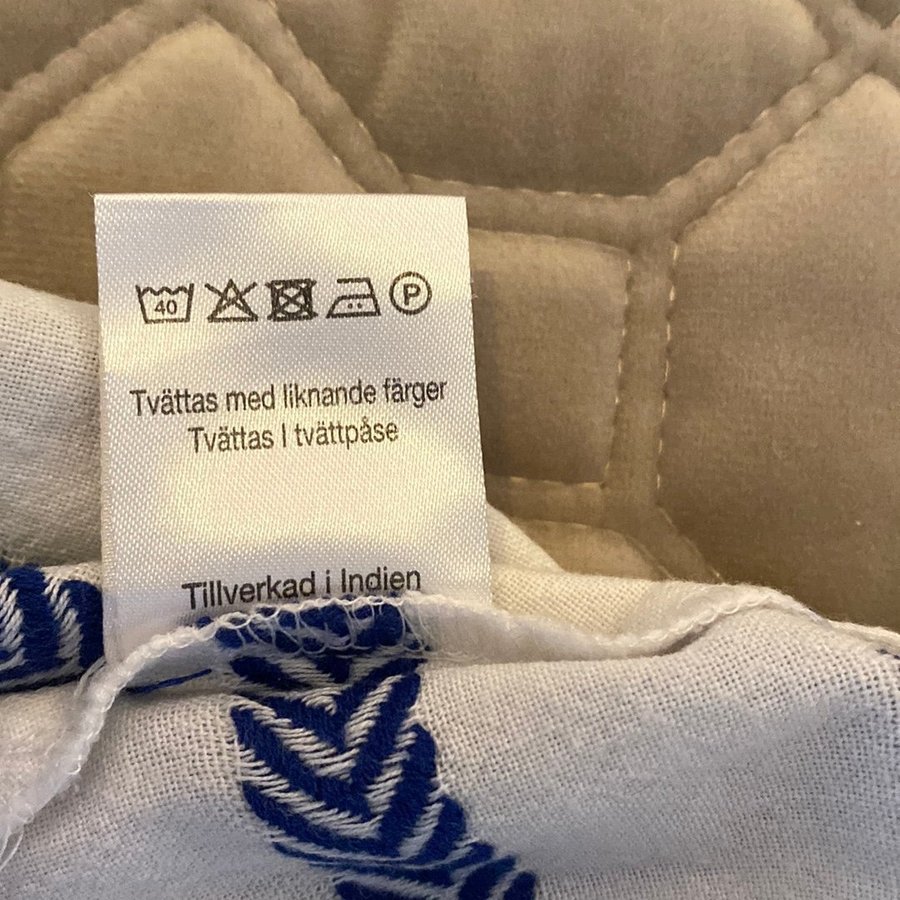 40 P
Tvättas med liknande färger
Tvättas I tvättpåse
Tillverkad i Indien